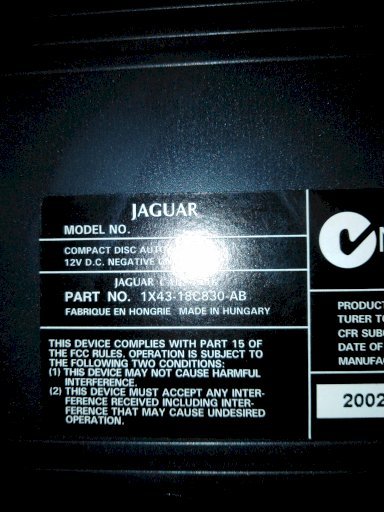 JAGUAR
MODEL NO.
COMPACT DISC
12V D.C. NEGATIVE
JAGUAR
PART NO. 1X43-18C830-AB
FABRIQUE EN HONGRIE MADE IN HUNGARY
THIS DEVICE COMPLIES WITH PART 15 OF
THE FCC RULES. OPERATION IS SUBJECT TO
THE FOLLOWING TWO CONDITIONS:
(1) THIS DEVICE MAY NOT CAUSE HARMFUL
INTERFERENCE.
(2) THIS DEVICE MUST ACCEPT ANY INTER-
FERENCE RECEIVED INCLUDING INTER-
FERENCE THAT MAY CAUSE UNDESIRED
OPERATION.
N
PRODUCT
TURER TO
CFR SUB
DATE OF
MANUFA
2002